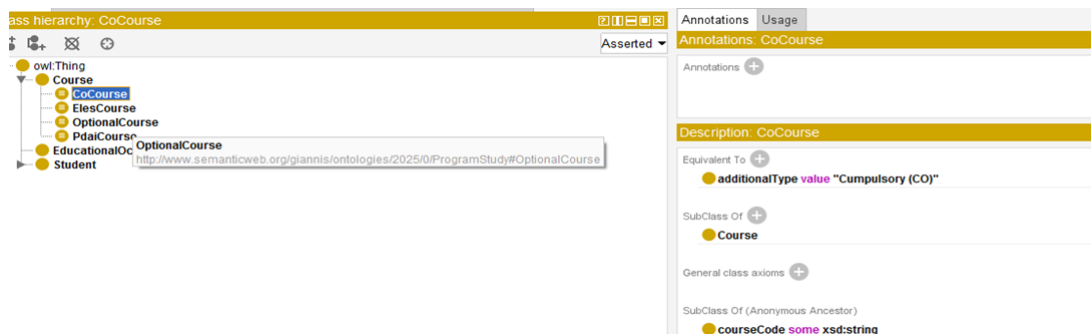 ass hierarchy: CoCourse
Asserted
owl:Thing
Course
CoCourse
ElesCourse
OptionalCourse
PdaiCourse
EducationalOc
Student
OptionalCourse
http://www.semanticweb.org/giannis/ontologies/2025/0/ProgramStudy#OptionalCourse
Annotations Usage
Annotations: CoCourse
Annotations
Description: CoCourse
Equivalent To
additionalType value "Cumpulsory (CO)"
SubClass Of
Course
General class axioms
SubClass Of (Anonymous Ancestor)
courseCode some xsd:string